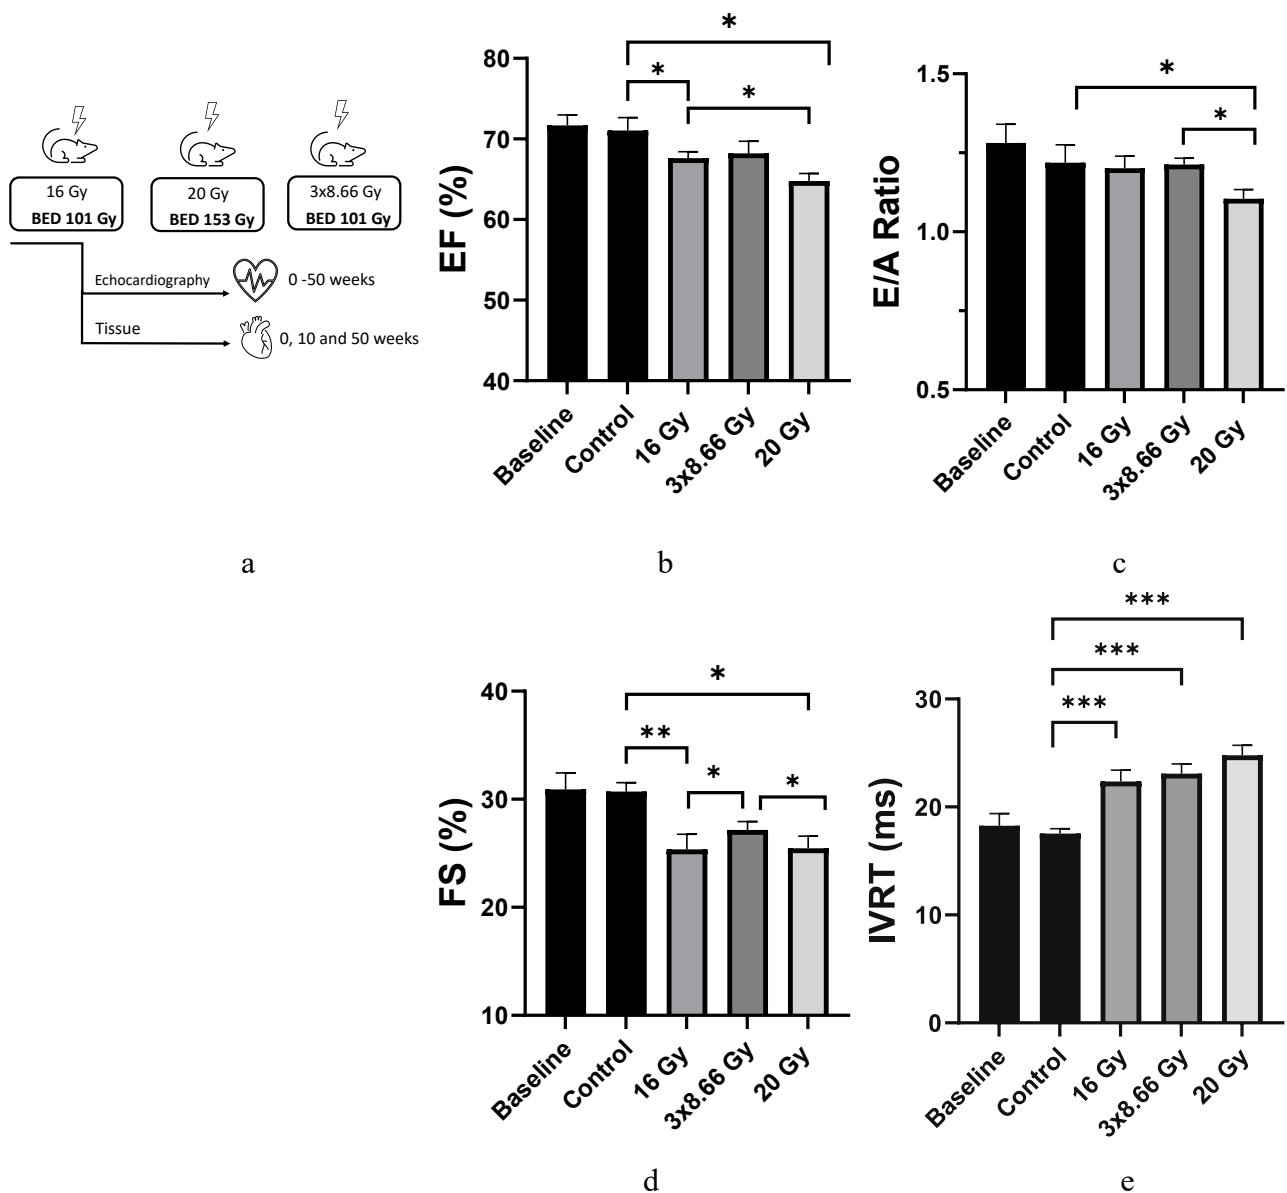 16 Gy
BED 101 Gy
20 Gy
BED 153 Gy
3x8.66 Gy
BED 101 Gy
Echocardiography
0 -50 weeks
Tissue
0, 10 and 50 weeks
a
EF (%)
80
70
60
50
40
*
*
*
Baseline
Control
16 Gy
3x8.66 Gy
20 Gy
b
E/A Ratio
1.5
1.0
0.5
*
*
Baseline
Control
16 Gy
3x8.66 Gy
20 Gy
c
FS (%)
40
30
20
10
*
**
*
*
Baseline
Control
16 Gy
3x8.66 Gy
20 Gy
d
IVRT (ms)
30
20
10
0
***
***
***
Baseline
Control
16 Gy
3x8.66 Gy
20 Gy
e